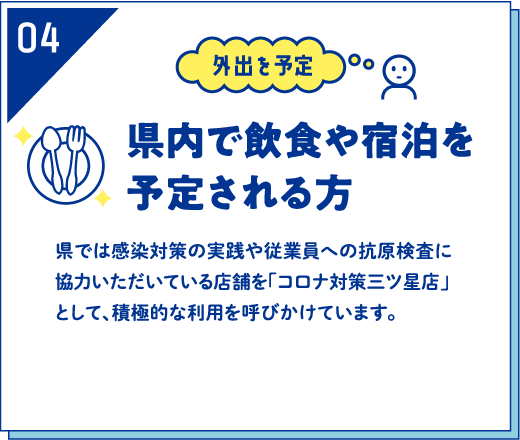 04
外出を予定
県内で飲食や宿泊を
予定される方
県では感染対策の実践や従業員への抗原検査に
協力いただいている店舗を「コロナ対策三ツ星店」
として、積極的な利用を呼びかけています。